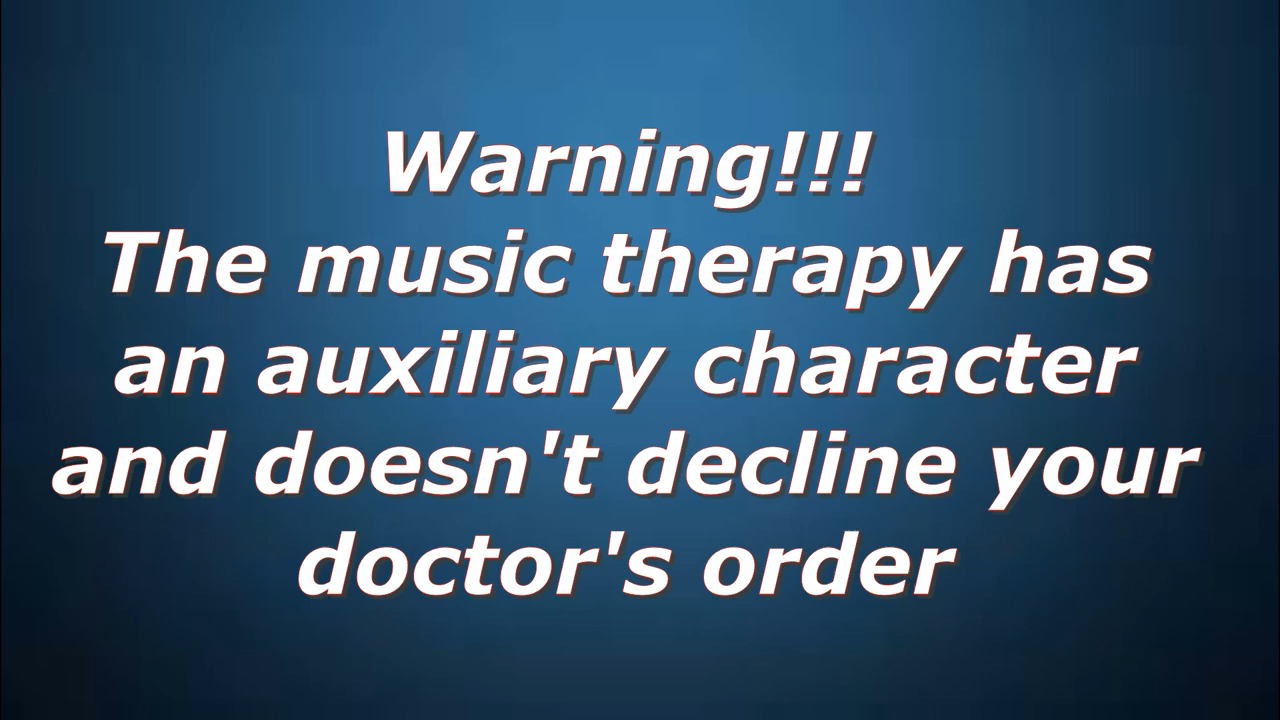 Warning!!!
The music therapy has
an auxiliary character
and doesn't decline your
doctor's order